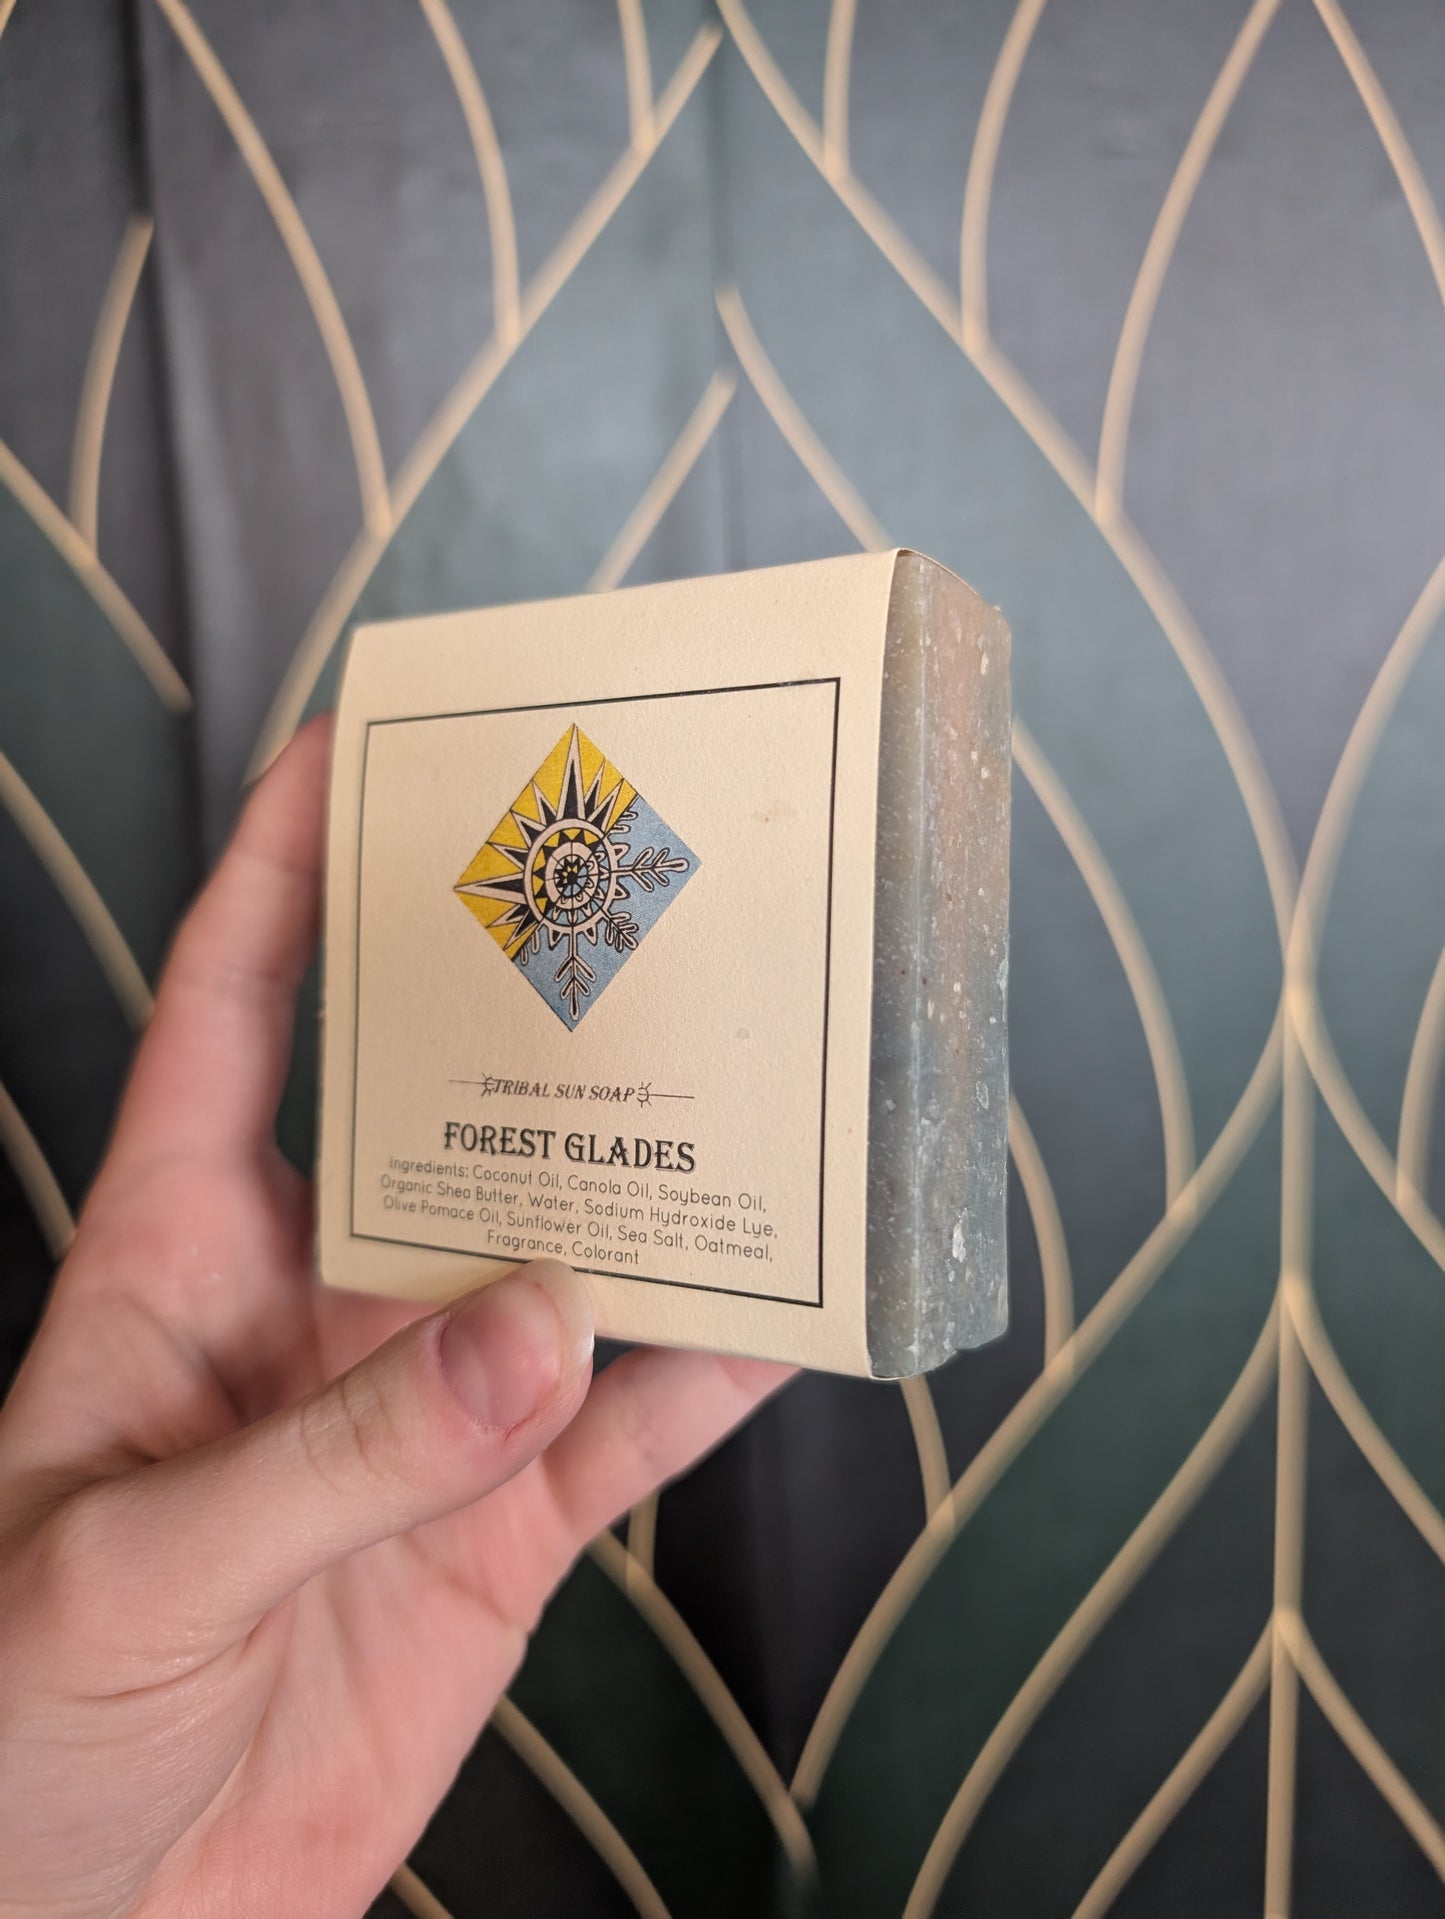 TRIBAL SUN SOAP
FOREST GLADES
Ingredients: Coconut Oil, Canola Oil, Soybean Oil,
Organic Shea Butter, Water, Sodium Hydroxide Lye,
Olive Pomace Oil, Sunflower Oil, Sea Salt, Oatmeal,
Fragrance, Colorant